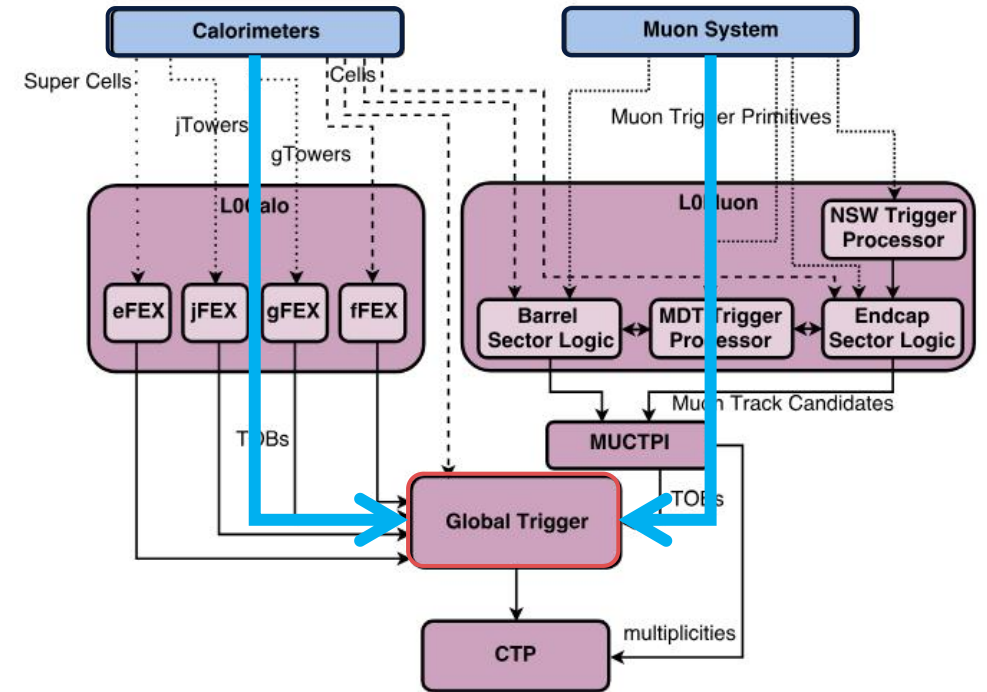 Calorimeters
Muon System
Super Cells
Cells
jTowers
Muon Trigger Primitives
gTowers
L0Calo
L0Muon
NSW Trigger
Processor
eFEX
jFEX
gFEX
fFEX
Barrel
Sector Logic
MDT Trigger
Processor
Endcap
Sector Logic
Muon Track Candidates
MUCTPI
TOBs
TOBs
Global Trigger
multiplicities
CTP